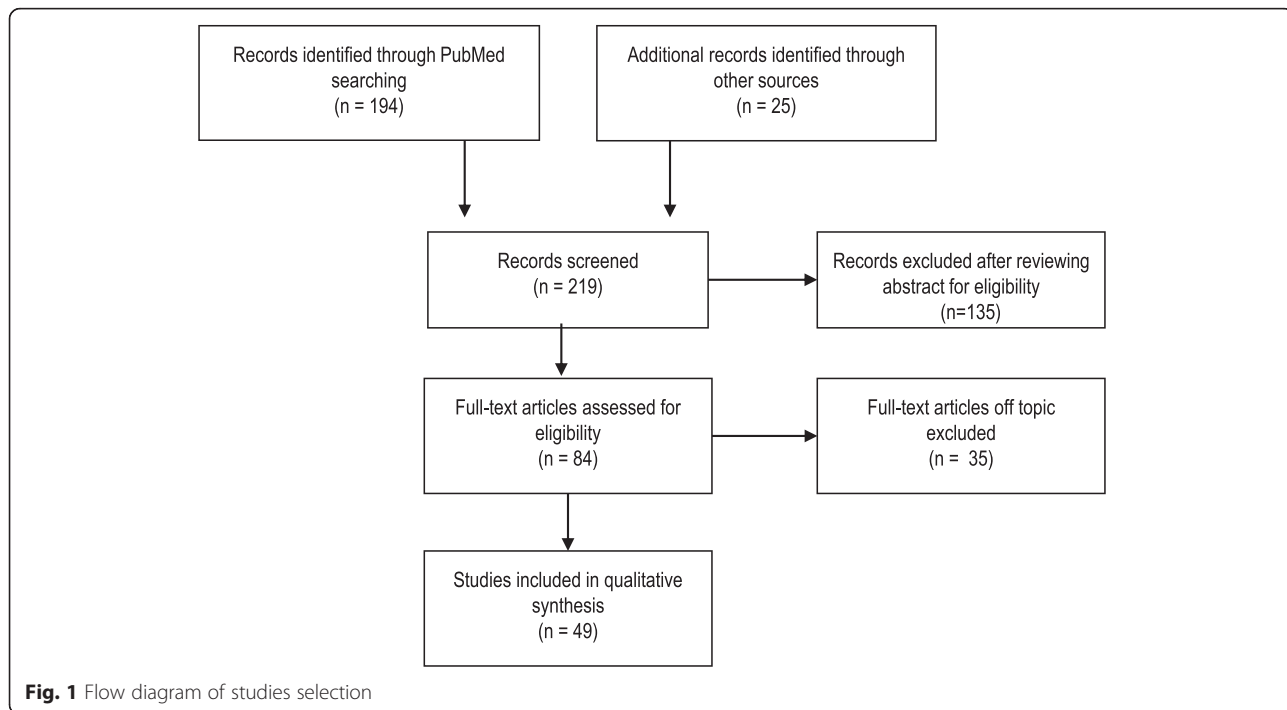 Records identified through PubMed
searching
(n = 194)
Additional records identified through
other sources
(n = 25)
Records screened
(n = 219)
Records excluded after reviewing
abstract for eligibility
(n=135)
Full-text articles assessed for
eligibility
(n = 84)
Full-text articles off topic
excluded
(n = 35)
Studies included in qualitative
synthesis
(n = 49)
Fig. 1 Flow diagram of studies selection